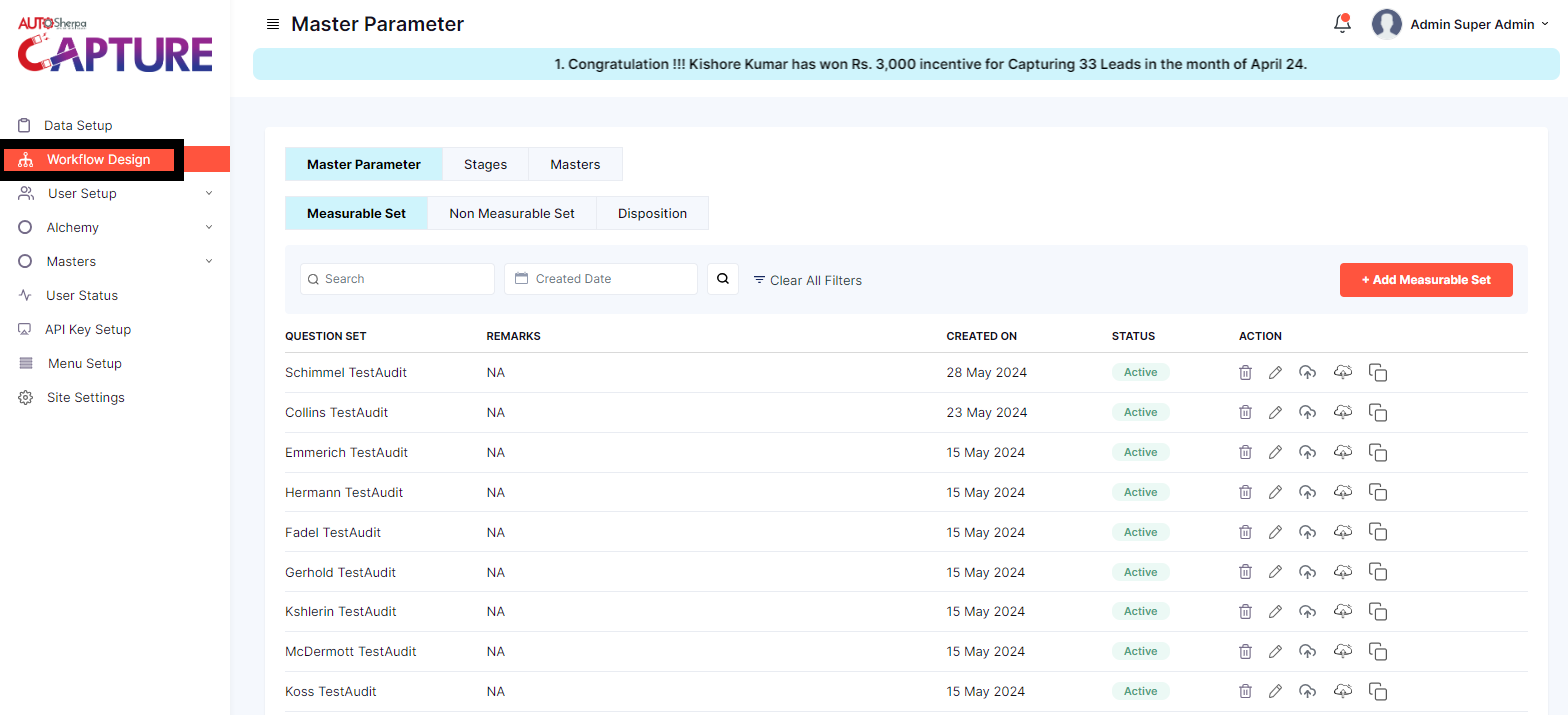 AUTOSherpa
CAPTURE
Master Parameter
Admin Super Admin
1. Congratulation !!! Kishore Kumar has won Rs. 3,000 incentive for Capturing 33 Leads in the month of April 24.
Data Setup
Workflow Design
User Setup
Alchemy
Masters
User Status
API Key Setup
Menu Setup
Site Settings
Master Parameter Stages Masters
Measurable Set Non Measurable Set Disposition
Search Created Date Clear All Filters + Add Measurable Set
QUESTION SET REMARKS CREATED ON STATUS ACTION
Schimmel TestAudit NA 28 May 2024 Active
Collins TestAudit NA 23 May 2024 Active
Emmerich TestAudit NA 15 May 2024 Active
Hermann TestAudit NA 15 May 2024 Active
Fadel TestAudit NA 15 May 2024 Active
Gerhold TestAudit NA 15 May 2024 Active
Kshlerin TestAudit NA 15 May 2024 Active
McDermott TestAudit NA 15 May 2024 Active
Koss TestAudit NA 15 May 2024 Active